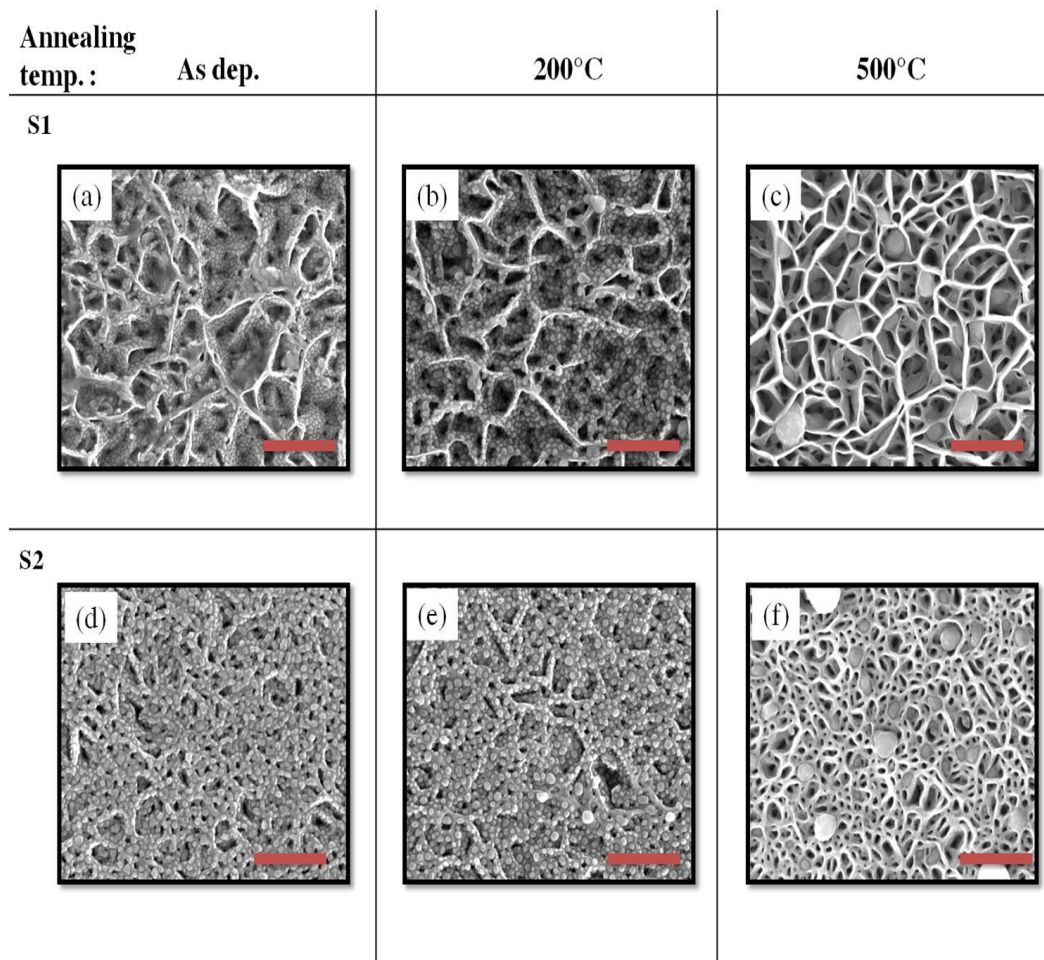 Annealing
temp. : As dep. 200°C 500°C
S1
(a) (b) (c)
S2
(d) (e) (f)